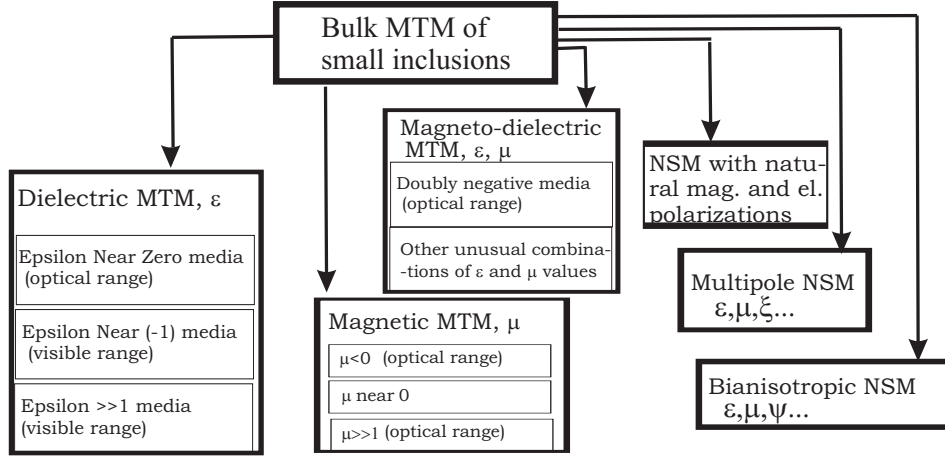 Bulk MTM of
small inclusions
Dielectric MTM, ε
Epsilon Near Zero media
(optical range)
Epsilon Near (-1) media
(visible range)
Epsilon >>1 media
(visible range)
Magnetic MTM, μ
μ<0 (optical range)
μ near 0
μ>>1 (optical range)
Magneto-dielectric
MTM, ε, μ
Doubly negative media
(optical range)
Other unusual combina-
-tions of ε and μ values
NSM with natu-
ral mag. and el.
polarizations
Multipole NSM
ε,μ,ξ...
Bianisotropic NSM
ε,μ,ψ...